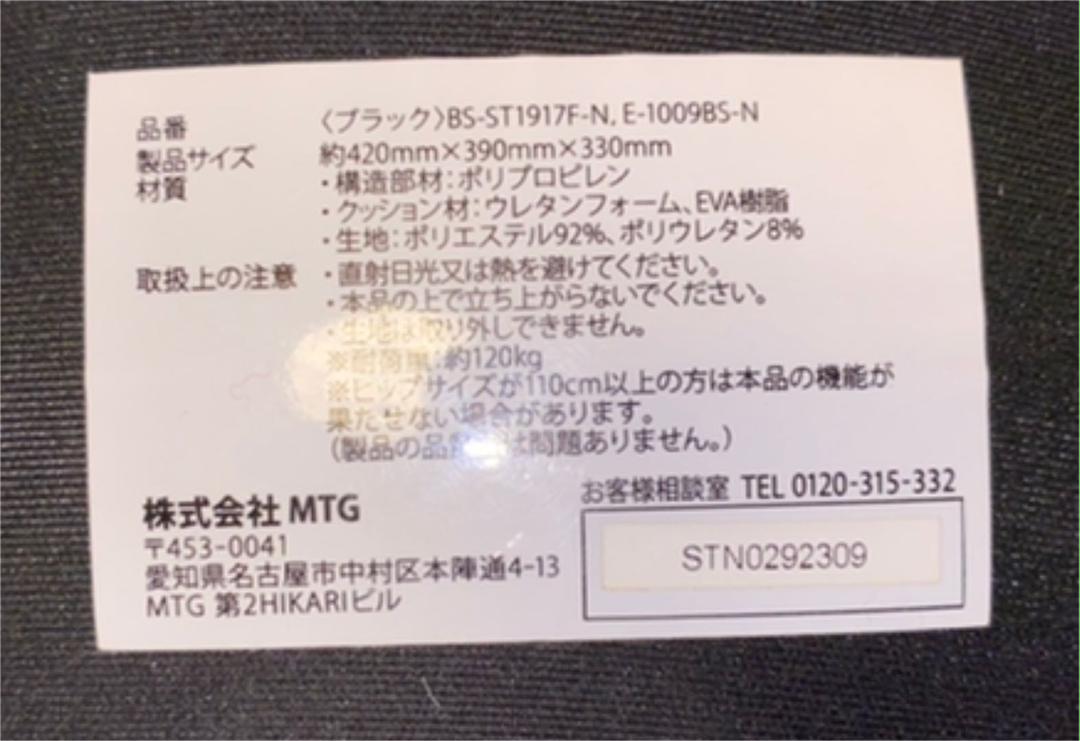 品番 〈ブラック〉BS-ST1917F-N, E-1009BS-N
製品サイズ 約420mm×390mm×330mm
材質 ・構造部材：ポリプロピレン
・クッション材：ウレタンフォーム、EVA樹脂
・生地：ポリエステル92%、ポリウレタン8%
取扱上の注意 ・直射日光又は熱を避けてください。
・本品の上で立ち上がらないでください。
・生地は取り外しできません。
※耐荷重：約120kg
※ヒップサイズが110cm以上の方は本品の機能が
果たせない場合があります。
（製品の品は問題ありません。）
株式会社 MTG
〒453-0041
愛知県名古屋市中村区本陣通4-13
MTG 第2HIKARIビル
お客様相談室 TEL 0120-315-332
STN0292309